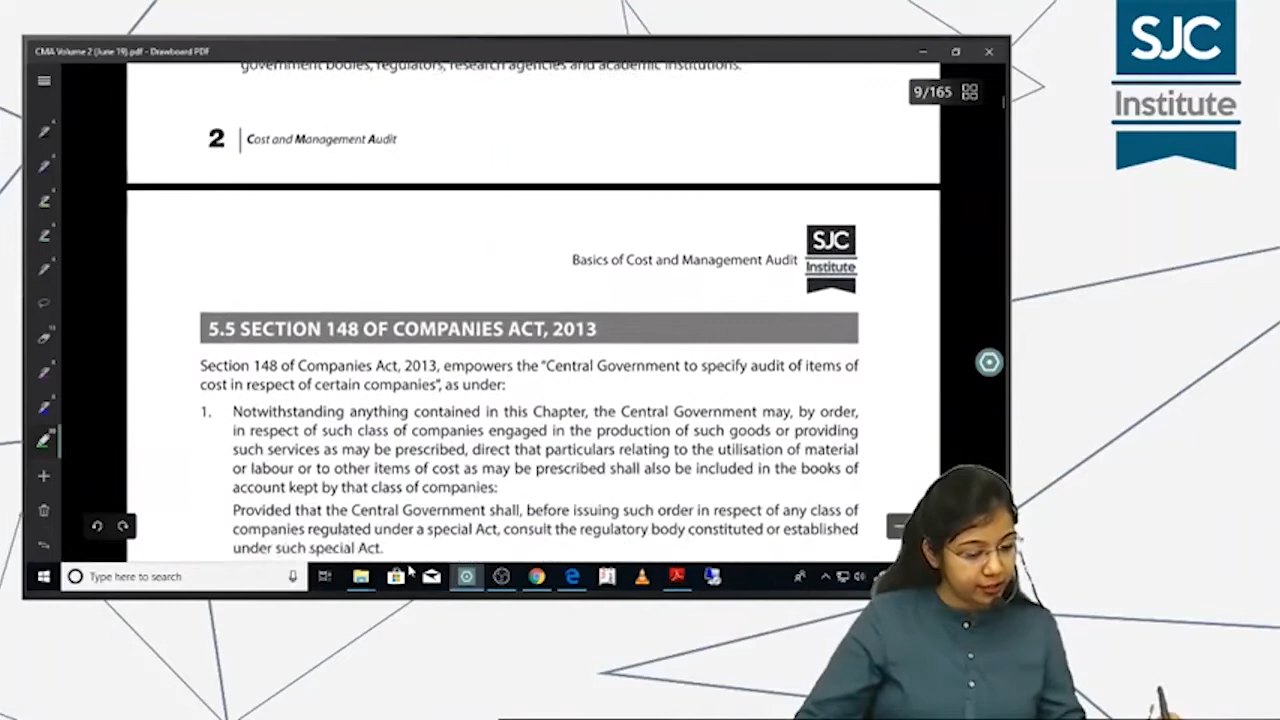 SJC
Institute
CMA Volume 2 (June 19).pdf - Drawboard PDF
government bodies, regulators, research agencies and academic institutions.
9/165
2
Cost and Management Audit
SJC
Basics of Cost and Management Audit
Institute
5.5 SECTION 148 OF COMPANIES ACT, 2013
Section 148 of Companies Act, 2013, empowers the “Central Government to specify audit of items of
cost in respect of certain companies”, as under:
1. Notwithstanding anything contained in this Chapter, the Central Government may, by order,
in respect of such class of companies engaged in the production of such goods or providing
such services as may be prescribed, direct that particulars relating to the utilisation of material
or labour or to other items of cost as may be prescribed shall also be included in the books of
account kept by that class of companies:
Provided that the Central Government shall, before issuing such order in respect of any class of
companies regulated under a special Act, consult the regulatory body constituted or established
under such special Act.
Type here to search